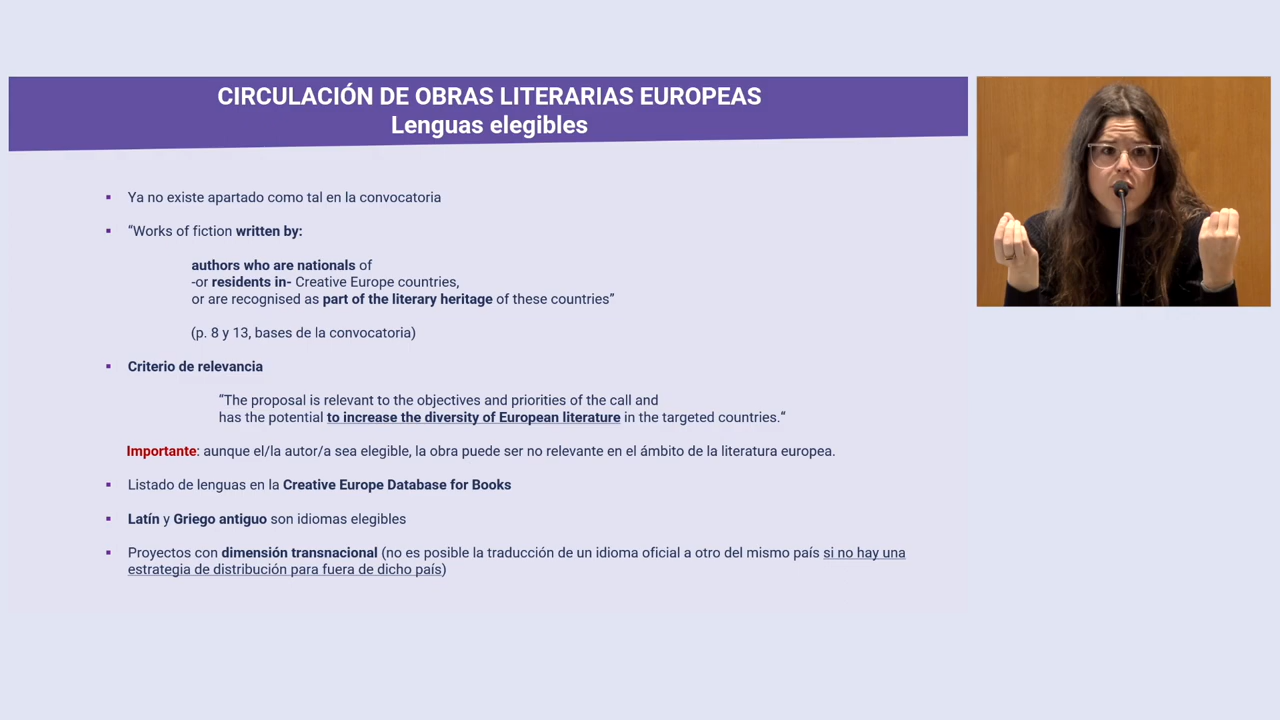 CIRCULACIÓN DE OBRAS LITERARIAS EUROPEAS
Lenguas elegibles
▪ Ya no existe apartado como tal en la convocatoria
▪ “Works of fiction written by:
authors who are nationals of
-or residents in- Creative Europe countries,
or are recognised as part of the literary heritage of these countries”
(p. 8 y 13, bases de la convocatoria)
▪ Criterio de relevancia
“The proposal is relevant to the objectives and priorities of the call and
has the potential to increase the diversity of European literature in the targeted countries.“
Importante: aunque el/la autor/a sea elegible, la obra puede ser no relevante en el ámbito de la literatura europea.
▪ Listado de lenguas en la Creative Europe Database for Books
▪ Latín y Griego antiguo son idiomas elegibles
▪ Proyectos con dimensión transnacional (no es posible la traducción de un idioma oficial a otro del mismo país si no hay una
estrategia de distribución para fuera de dicho país)